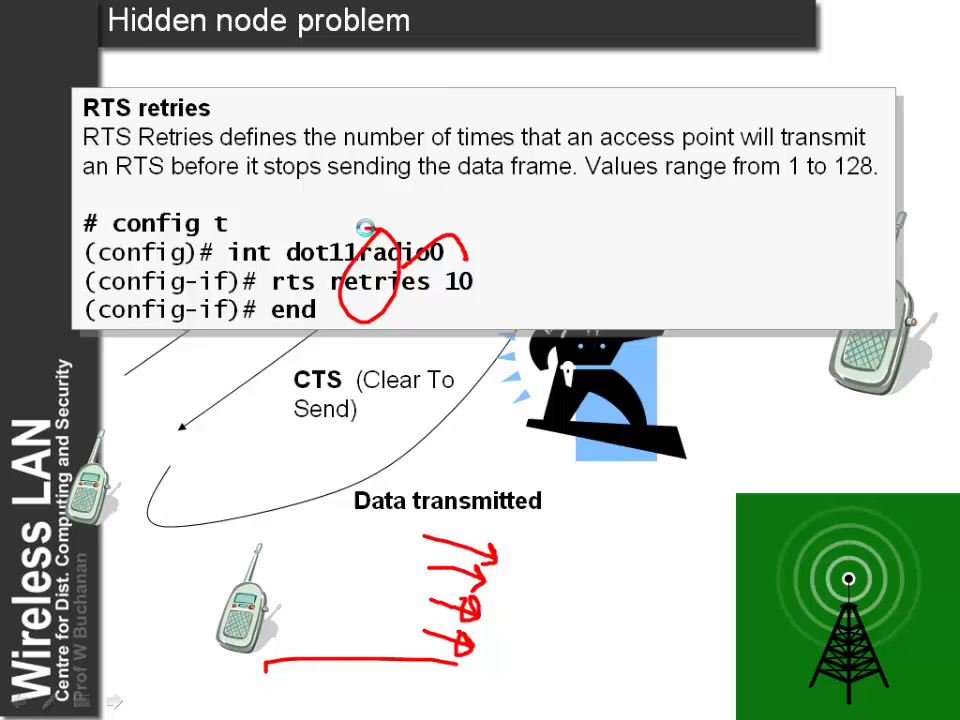 Hidden node problem
RTS retries
RTS Retries defines the number of times that an access point will transmit
an RTS before it stops sending the data frame. Values range from 1 to 128.
# config t
(config)# int dot11radio0
(config-if)# rts retries 10
(config-if)# end
CTS (Clear To
Send)
Data transmitted
Wireless LAN
Centre for Dist. Computing and Security
Prof W Buchanan